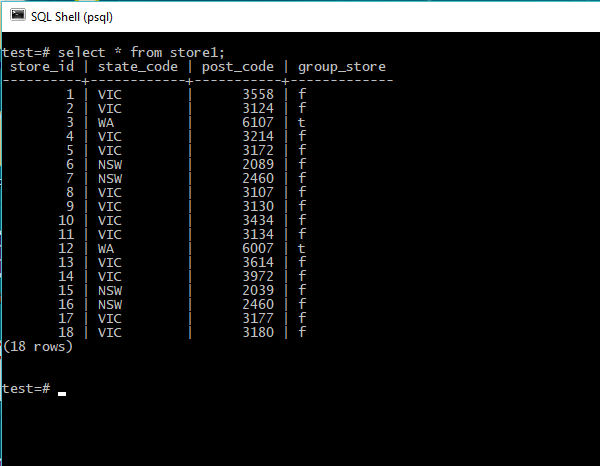 SQL Shell (psql)
test=# select * from store1;
 store_id | state_code | post_code | group_store
----------+------------+-----------+-------------
        1 | VIC        |      3558 | f
        2 | VIC        |      3124 | f
        3 | WA         |      6107 | t
        4 | VIC        |      3214 | f
        5 | VIC        |      3172 | f
        6 | NSW        |      2089 | f
        7 | NSW        |      2460 | f
        8 | VIC        |      3107 | f
        9 | VIC        |      3130 | f
       10 | VIC        |      3434 | f
       11 | VIC        |      3134 | f
       12 | WA         |      6007 | t
       13 | VIC        |      3614 | f
       14 | VIC        |      3972 | f
       15 | NSW        |      2039 | f
       16 | NSW        |      2460 | f
       17 | VIC        |      3177 | f
       18 | VIC        |      3180 | f
(18 rows)
test=#